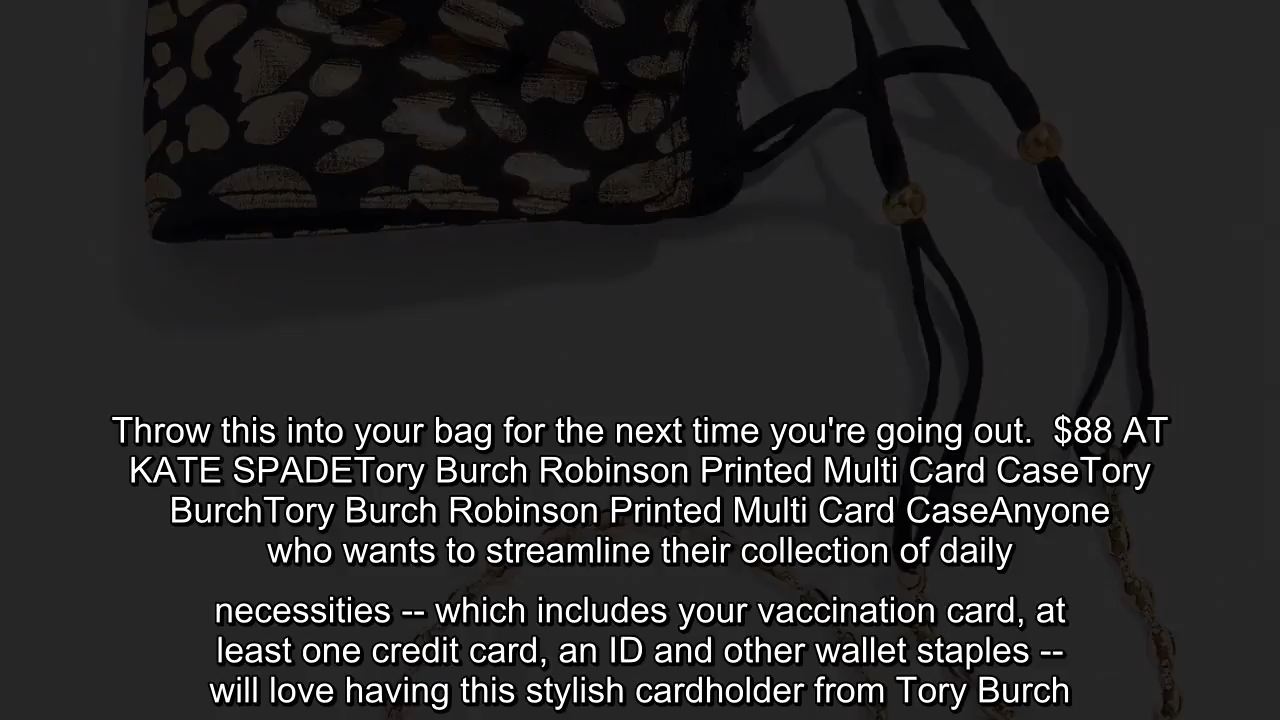 Throw this into your bag for the next time you're going out.  $88 AT
KATE SPADETory Burch Robinson Printed Multi Card CaseTory
BurchTory Burch Robinson Printed Multi Card CaseAnyone
who wants to streamline their collection of daily
necessities -- which includes your vaccination card, at
least one credit card, an ID and other wallet staples --
will love having this stylish cardholder from Tory Burch